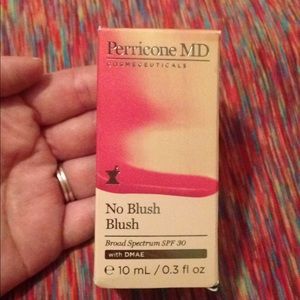 Perricone MD
COSMECEUTICALS
No Blush
Blush
Broad Spectrum SPF 30
with DMAE
℮ 10 mL / 0.3 fl oz